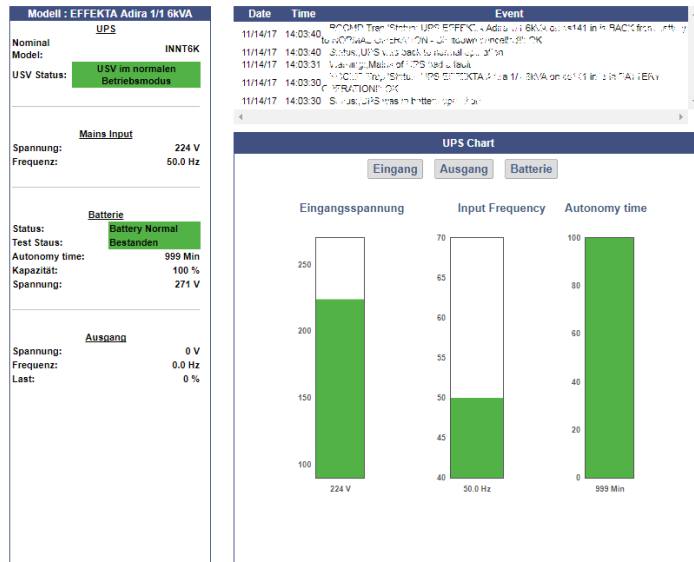 Modell : EFFEKTA Adira 1/1 6kVA
UPS
Nominal
Model:
INNT6K
USV Status:
USV im normalen
Betriebsmodus
Mains Input
Spannung: 224 V
Frequenz: 50.0 Hz
Batterie
Status: Battery Normal
Test Staus: Bestanden
Autonomy time: 999 Min
Kapazität: 100 %
Spannung: 271 V
Ausgang
Spannung: 0 V
Frequenz: 0.0 Hz
Last: 0 %
Date Time Event
11/14/17 14:03:40
11/14/17 14:03:40
11/14/17 14:03:31
11/14/17 14:03:30
11/14/17 14:03:30
UPS Chart
Eingang Ausgang Batterie
Eingangsspannung
250
200
150
100
224 V
Input Frequency
70
65
60
55
50
45
40
50.0 Hz
Autonomy time
100
80
60
40
20
0
999 Min